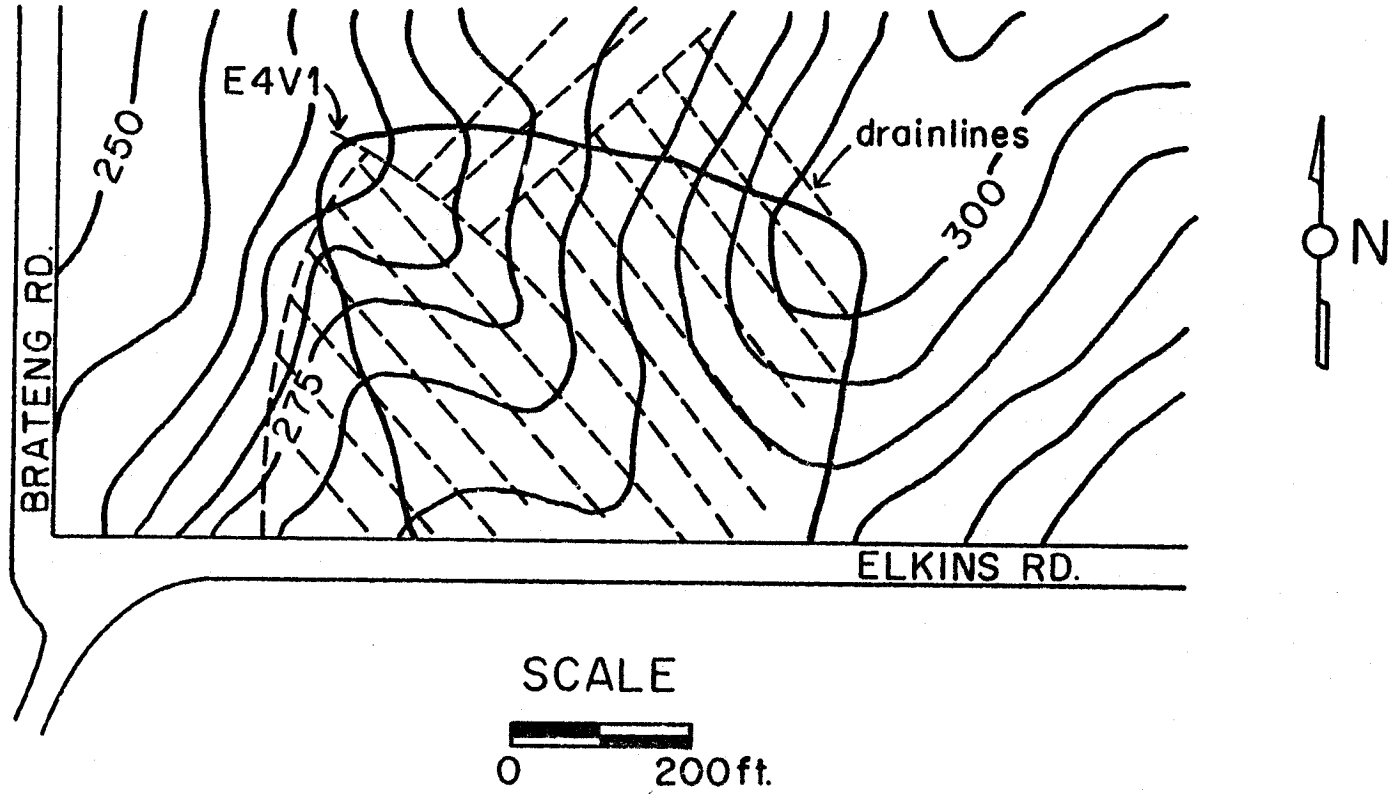 E4V1
250
drainlines
300
N
BRATENG RD.
275
ELKINS RD.
SCALE
0 200ft.